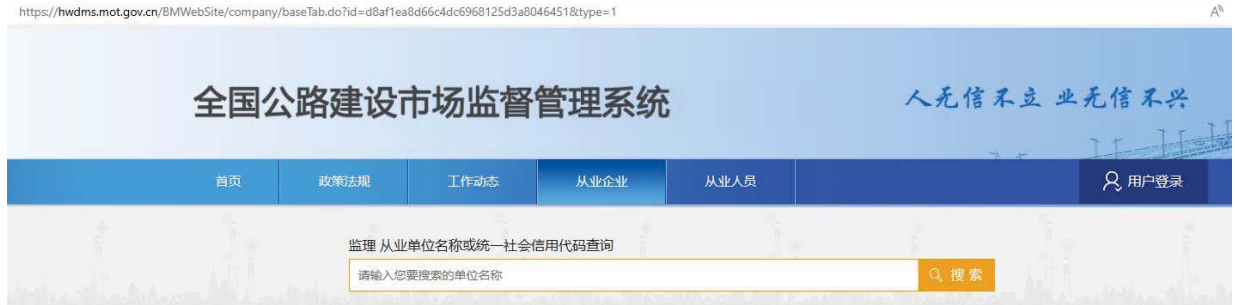 https://hwdms.mot.gov.cn/BMWebSite/company/baseTab.do?id=d8af1ea8d66c4dc6968125d3a8046451&type=1
全国公路建设市场监督管理系统
人无信不立 业无信不兴
首页 政策法规 工作动态 从业企业 从业人员 用户登录
监理 从业单位名称或统一社会信用代码查询
请输入您要搜索的单位名称 搜 索